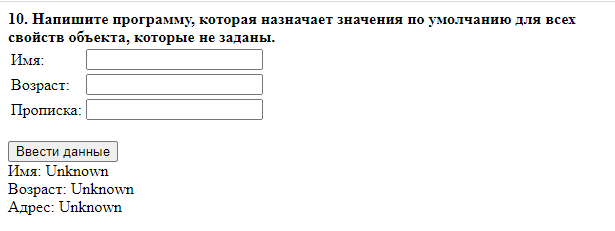 10. Напишите программу, которая назначает значения по умолчанию для всех
свойств объекта, которые не заданы.
Имя:
Возраст:
Прописка:
Ввести данные
Имя: Unknown
Возраст: Unknown
Адрес: Unknown